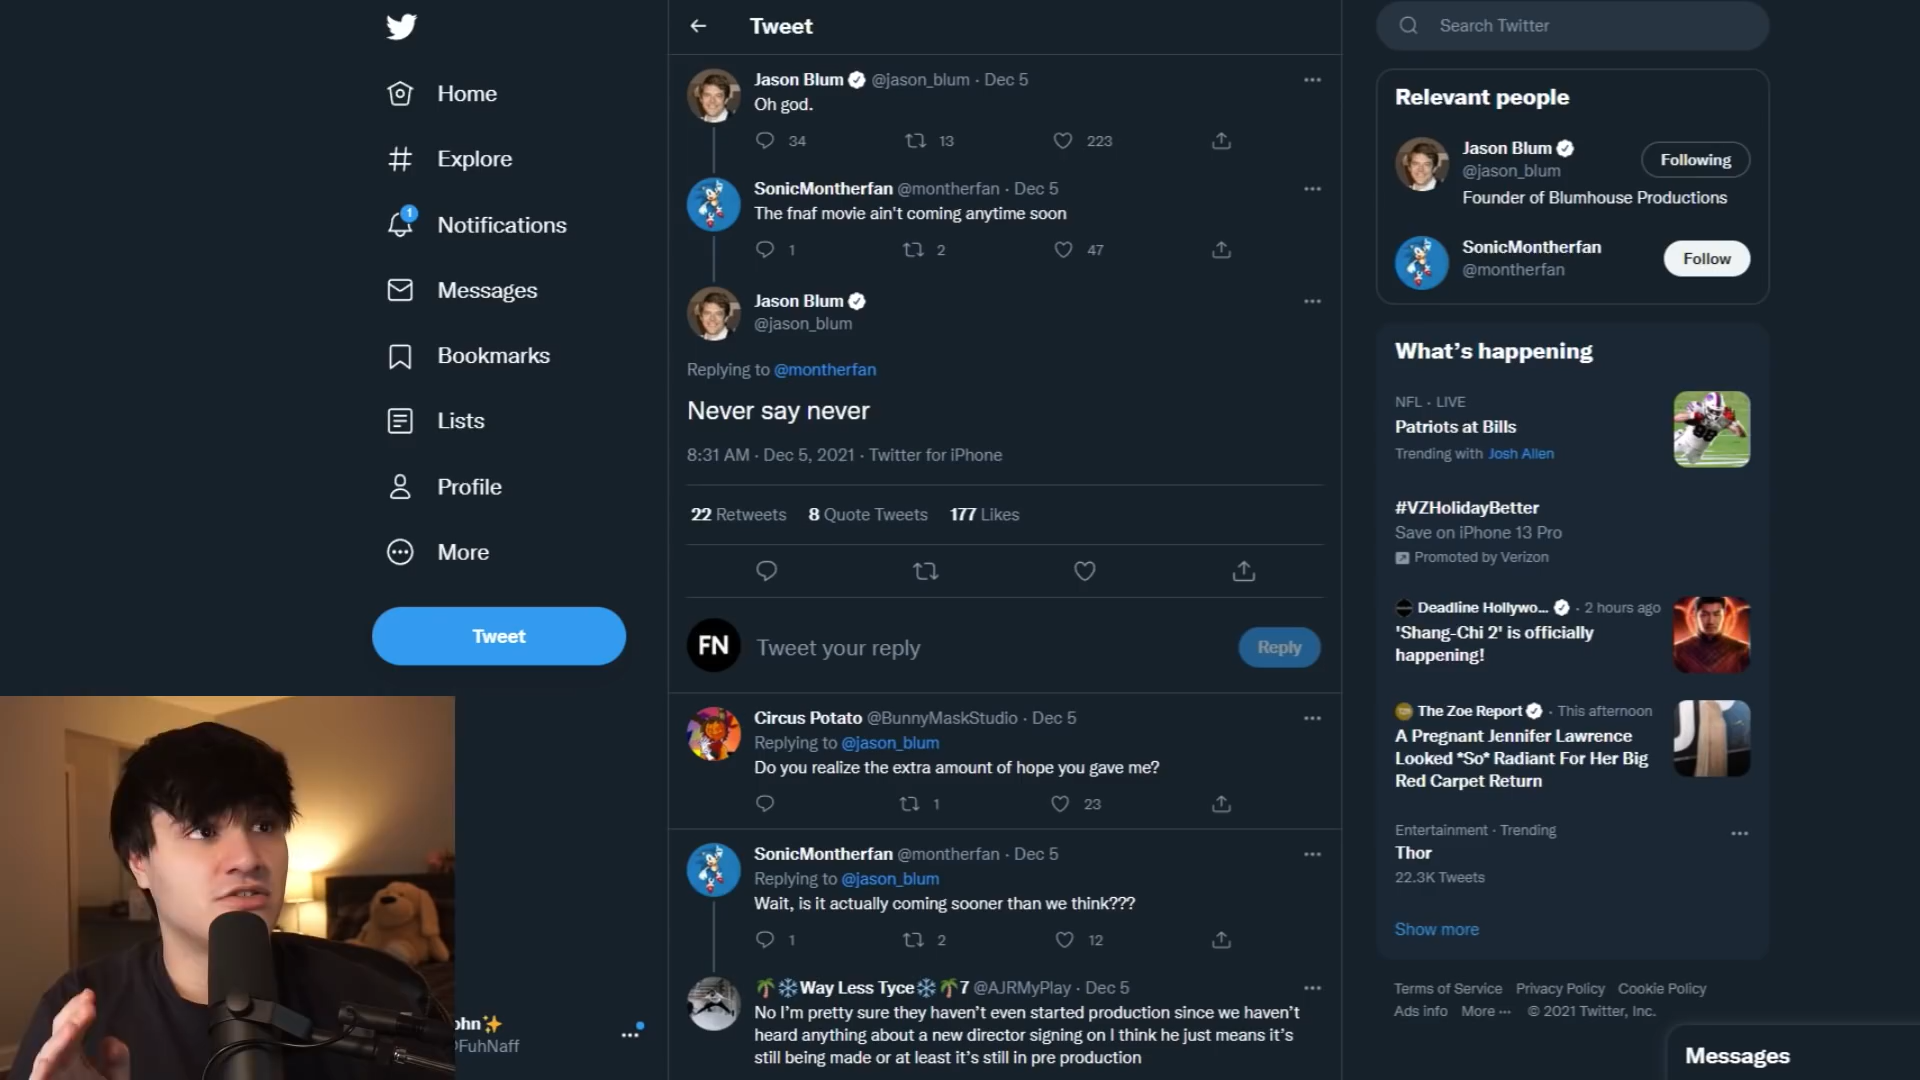 Home
Explore
1
Notifications
Messages
Bookmarks
Lists
Profile
More
Tweet
ohn✨
@FuhNaff
Tweet
Jason Blum @jason_blum · Dec 5
Oh god.
34 13 223
SonicMontherfan @montherfan · Dec 5
The fnaf movie ain't coming anytime soon
1 2 47
Jason Blum
@jason_blum
Replying to @montherfan
Never say never
8:31 AM · Dec 5, 2021 · Twitter for iPhone
22 Retweets 8 Quote Tweets 177 Likes
FN
Tweet your reply
Reply
Circus Potato @BunnyMaskStudio · Dec 5
Replying to @jason_blum
Do you realize the extra amount of hope you gave me?
1 23
SonicMontherfan @montherfan · Dec 5
Replying to @jason_blum
Wait, is it actually coming sooner than we think???
1 2 12
🌴❄️Way Less Tyce❄️🌴7 @AJRMyPlay · Dec 5
No I'm pretty sure they haven't even started production since we haven't
heard anything about a new director signing on I think he just means it's
still being made or at least it's still in pre production
Search Twitter
Relevant people
Jason Blum
@jason_blum
Following
Founder of Blumhouse Productions
SonicMontherfan
@montherfan
Follow
What's happening
NFL · LIVE
Patriots at Bills
Trending with Josh Allen
#VZHolidayBetter
Save on iPhone 13 Pro
Promoted by Verizon
Deadline Hollywo... · 2 hours ago
'Shang-Chi 2' is officially
happening!
The Zoe Report · This afternoon
A Pregnant Jennifer Lawrence
Looked *So* Radiant For Her Big
Red Carpet Return
Entertainment · Trending
Thor
22.3K Tweets
Show more
Terms of Service Privacy Policy Cookie Policy
Ads info More ··· © 2021 Twitter, Inc.
Messages